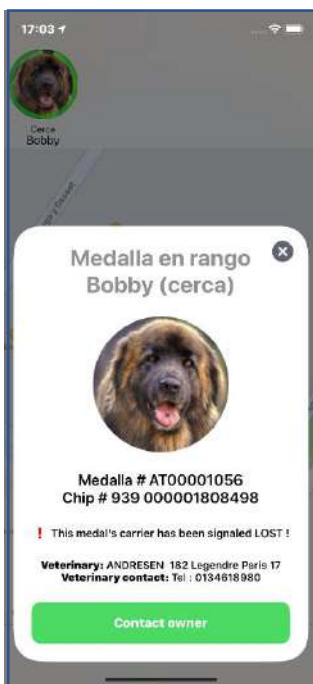 17:03
Cerca
Bobby
Medalla en rango
Bobby (cerca)
Medalla # AT00001056
Chip # 939 000001808498
! This medal's carrier has been signaled LOST !
Veterinary: ANDRESEN 182 Legendre Paris 17
Veterinary contact: Tel : 0134618980
Contact owner